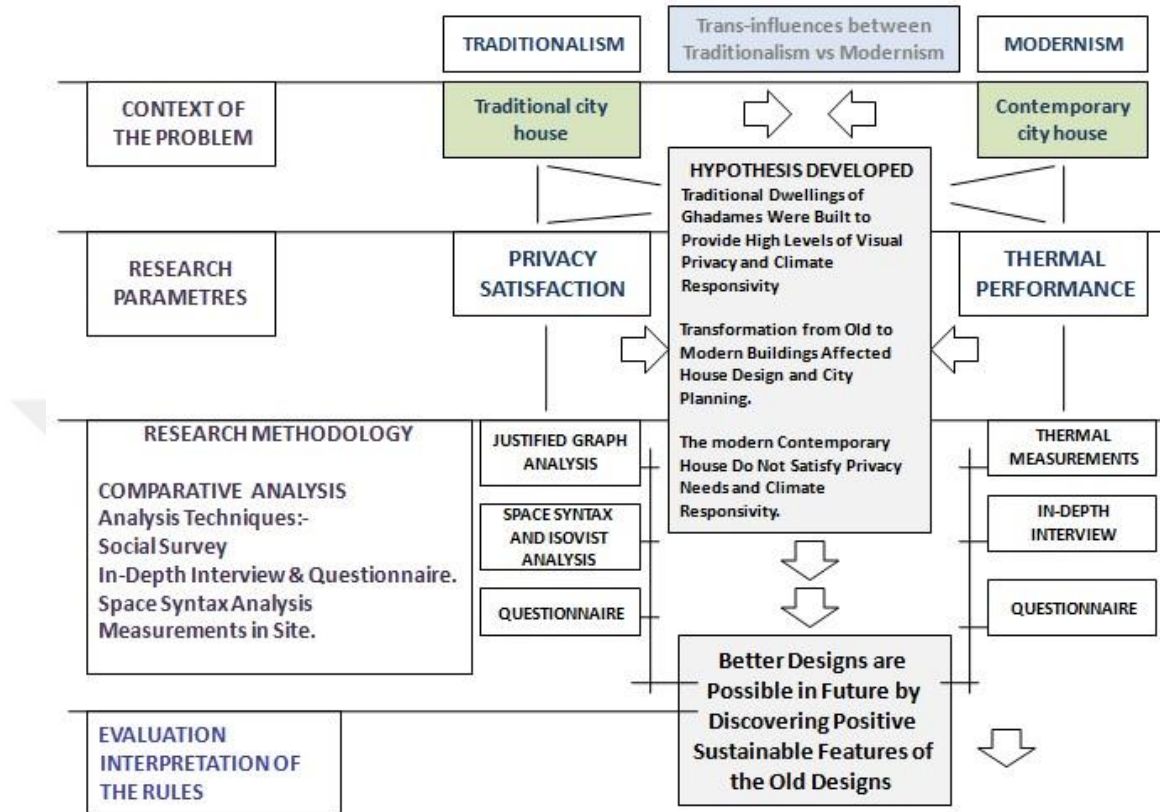 TRADITIONALISM
Trans-influences between
Traditionalism vs Modernism
MODERNISM
CONTEXT OF
THE PROBLEM
Traditional city
house
Contemporary
city house
HYPOTHESIS DEVELOPED
Traditional Dwellings of
Ghadames Were Built to
Provide High Levels of Visual
Privacy and Climate
Responsivity
Transformation from Old to
Modern Buildings Affected
House Design and City
Planning.
The modern Contemporary
House Do Not Satisfy Privacy
Needs and Climate
Responsivity.
RESEARCH
PARAMETRES
PRIVACY
SATISFACTION
THERMAL
PERFORMANCE
RESEARCH METHODOLOGY
COMPARATIVE ANALYSIS
Analysis Techniques:-
Social Survey
In-Depth Interview & Questionnaire.
Space Syntax Analysis
Measurements in Site.
JUSTIFIED GRAPH
ANALYSIS
SPACE SYNTAX
AND ISOVIST
ANALYSIS
QUESTIONNAIRE
THERMAL
MEASUREMENTS
IN-DEPTH
INTERVIEW
QUESTIONNAIRE
Better Designs are
Possible in Future by
Discovering Positive
Sustainable Features of
the Old Designs
EVALUATION
INTERPRETATION OF
THE RULES